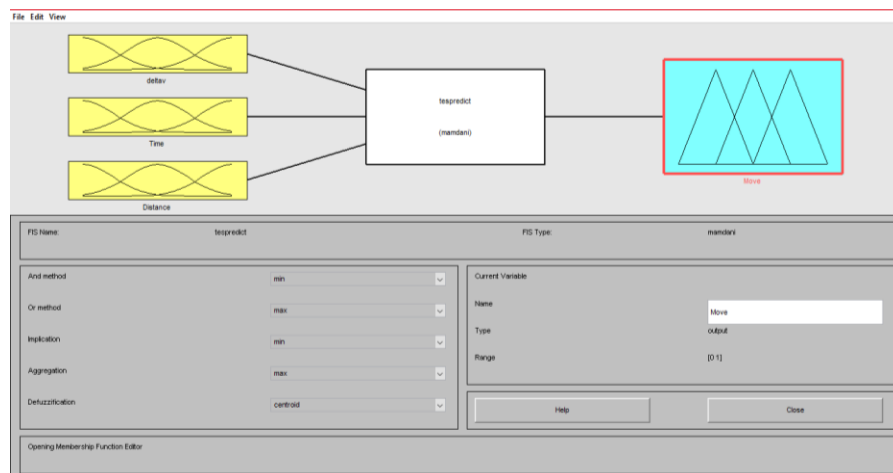 File Edit View
deltav
tespredict
Time
(mamdani)
Move
Distance
FIS Name: tespredict FIS Type: mamdani
And method min
Or method max
Implication min
Aggregation max
Defuzzification centroid
Current Variable
Name Move
Type output
Range [0 1]
Help Close
Opening Membership Function Editor